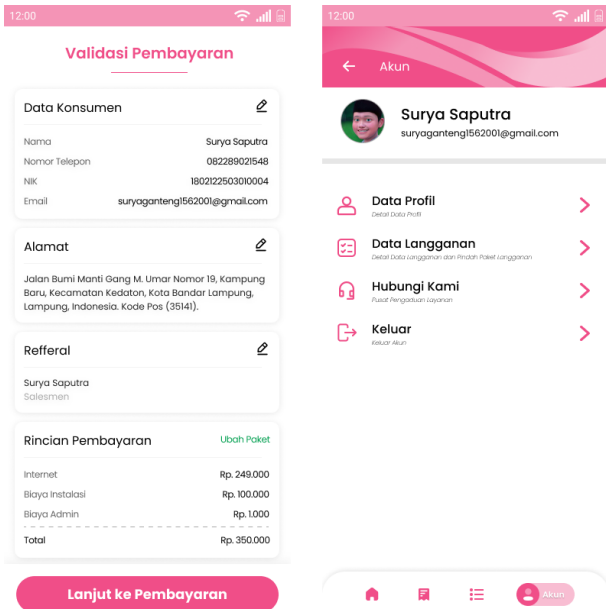 12:00
Validasi Pembayaran
Data Konsumen
Nama Surya Saputra
Nomor Telepon 082289021548
NIK 1802122503010004
Email suryaganteng1562001@gmail.com
Alamat
Jalan Bumi Manti Gang M. Umar Nomor 19, Kampung
Baru, Kecamatan Kedaton, Kota Bandar Lampung,
Lampung, Indonesia. Kode Pos (35141).
Refferal
Surya Saputra
Salesmen
Rincian Pembayaran Ubah Paket
Internet Rp. 249.000
Biaya Instalasi Rp. 100.000
Biaya Admin Rp. 1.000
Total Rp. 350.000
Lanjut ke Pembayaran
12:00
Akun
Surya Saputra
suryaganteng1562001@gmail.com
Data Profil
Detail Data Profil
Data Langganan
Detail Data Langganan dan Pindah Paket Langganan
Hubungi Kami
Pusat Pengaduan Layanan
Keluar
Keluar Akun
Akun